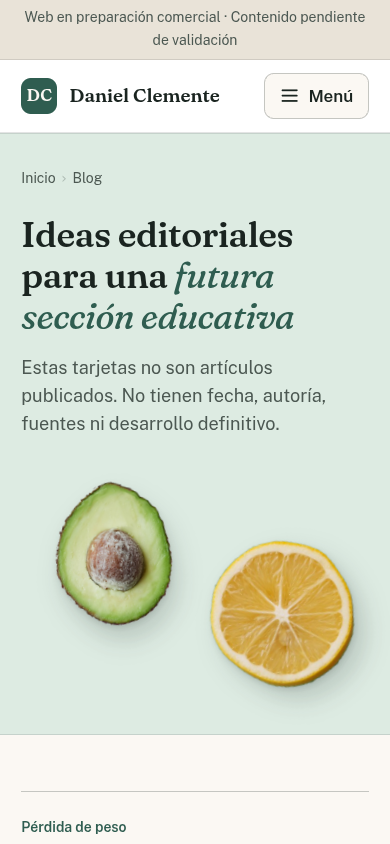 Web en preparación comercial · Contenido pendiente
de validación
DC Daniel Clemente
Menú
Inicio › Blog
Ideas editoriales
para una futura
sección educativa
Estas tarjetas no son artículos
publicados. No tienen fecha, autoría,
fuentes ni desarrollo definitivo.
Pérdida de peso